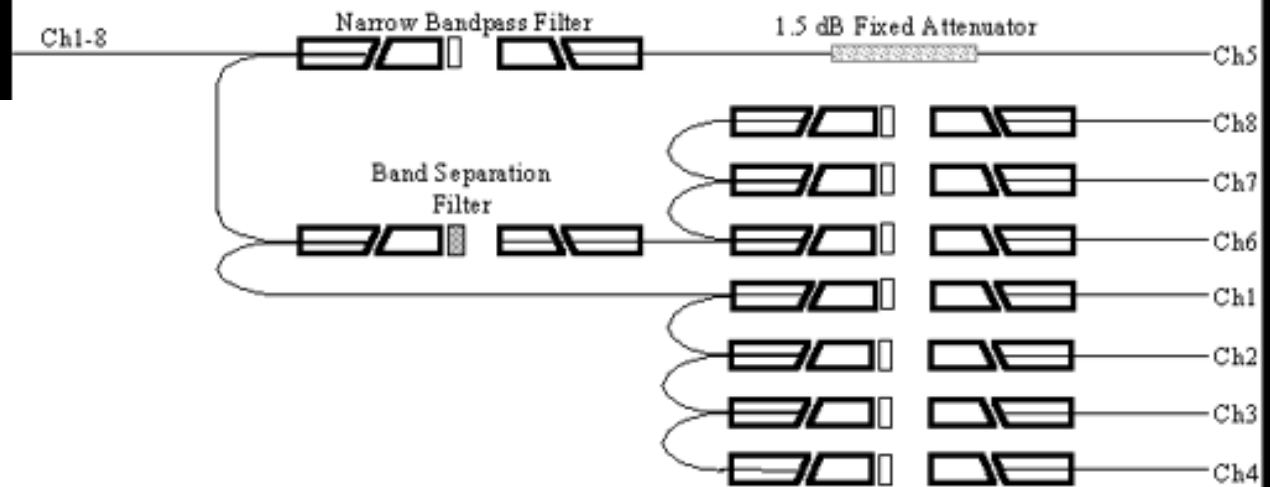 Ch1-8
Narrow Bandpass Filter
1.5 dB Fixed Attenuator
Ch5
Ch8
Band Separation
Filter
Ch7
Ch6
Ch1
Ch2
Ch3
Ch4